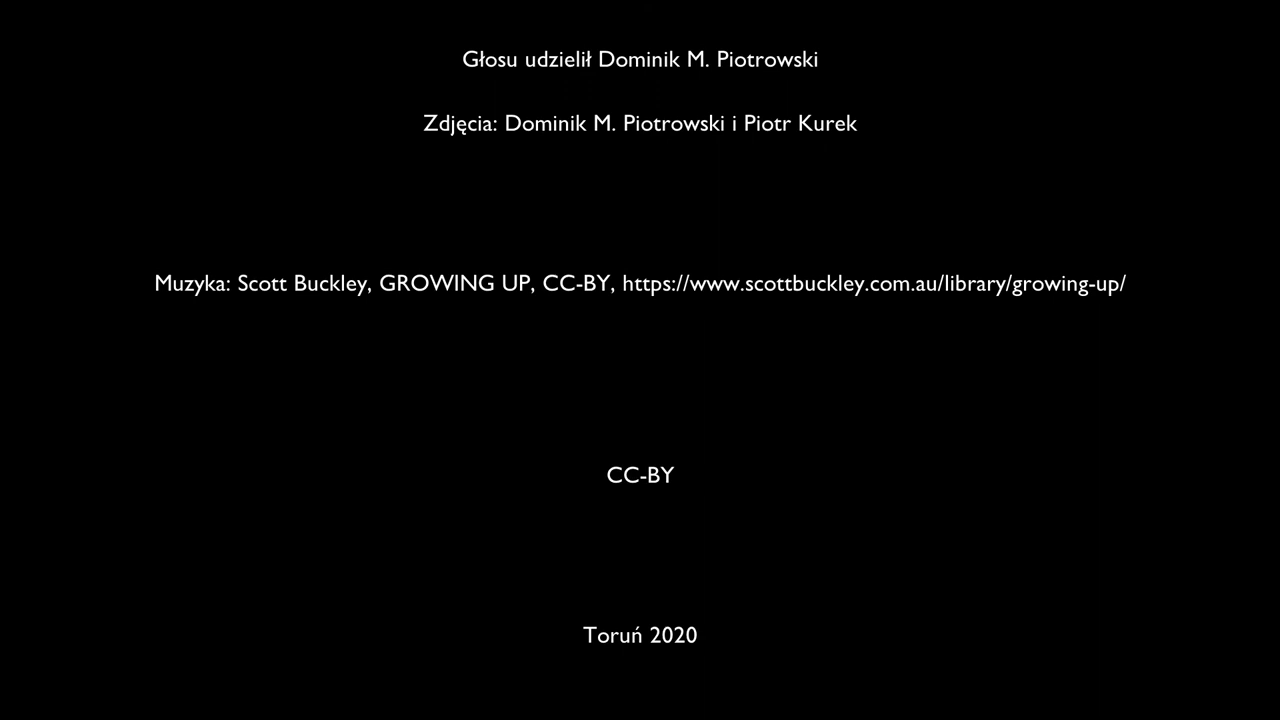 Głosu udzielił Dominik M. Piotrowski
Zdjęcia: Dominik M. Piotrowski i Piotr Kurek
Muzyka: Scott Buckley, GROWING UP, CC-BY, https://www.scottbuckley.com.au/library/growing-up/
CC-BY
Toruń 2020